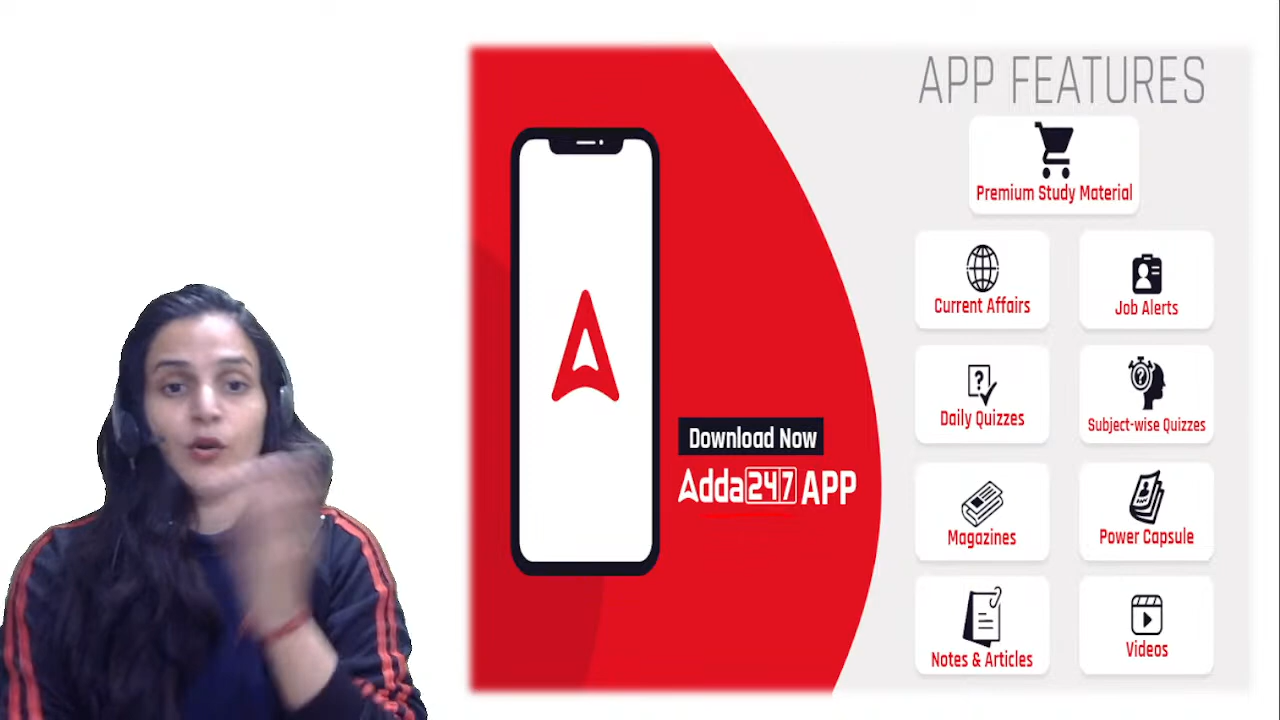 APP FEATURES
Premium Study Material
Current Affairs
Job Alerts
Daily Quizzes
Subject-wise Quizzes
Magazines
Power Capsule
Notes & Articles
Videos
Download Now
Adda247 APP